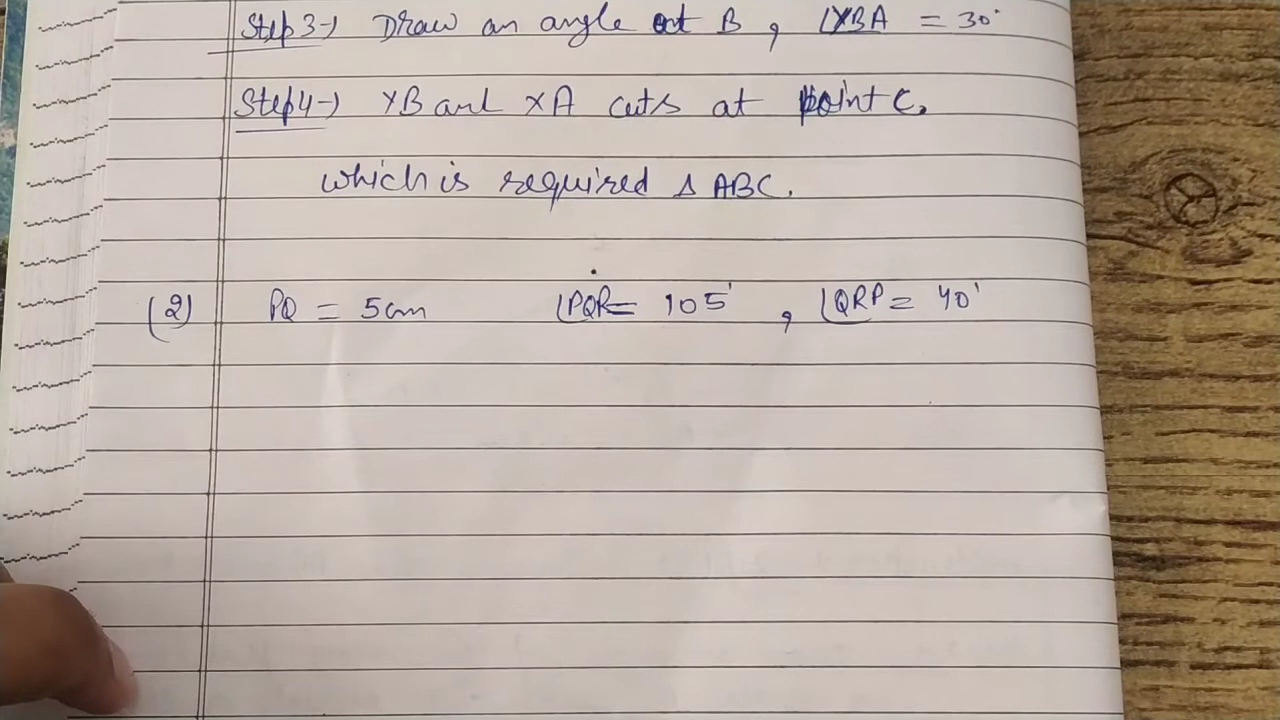 Step 3→ Draw an angle at B, ∠YBA = 30°
Step 4→ YB and XA cuts at point C.
which is required △ ABC.
(2) PQ = 5cm ∠PQR = 105°, ∠QRP = 40°